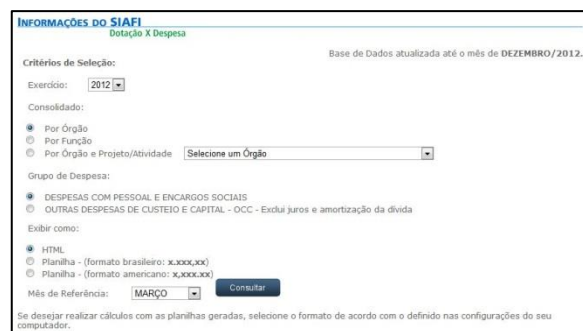 INFORMAÇÕES DO SIAFI
Dotação X Despesa
Base de Dados atualizada até o mês de DEZEMBRO/2012.
Critérios de Seleção:
Exercício: 2012
Consolidado:
Por Órgão
Por Função
Por Órgão e Projeto/Atividade Selecione um Órgão
Grupo de Despesa:
DESPESAS COM PESSOAL E ENCARGOS SOCIAIS
OUTRAS DESPESAS DE CUSTEIO E CAPITAL - OCC - Exclui juros e amortização da dívida
Exibir como:
HTML
Planilha - (formato brasileiro: x.xxx,xx)
Planilha - (formato americano: x,xxx.xx)
Mês de Referência: MARÇO Consultar
Se desejar realizar cálculos com as planilhas geradas, selecione o formato de acordo com o definido nas configurações do seu
computador.